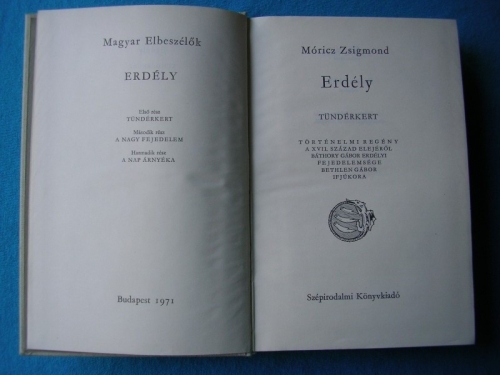 Magyar Elbeszélők
ERDÉLY
Első rész
TÜNDÉRKERT
Második rész
A NAGY FEJEDELEM
Harmadik rész
A NAP ÁRNYÉKA
Budapest 1971
Móricz Zsigmond
Erdély
TÜNDÉRKERT
TÖRTÉNELMI REGÉNY
A XVII. SZÁZAD ELEJÉRŐL
BÁTHORY GÁBOR ERDÉLYI
FEJEDELEMSÉGE
BETHLEN GÁBOR
IFJÚKORA
Szépirodalmi Könyvkiadó